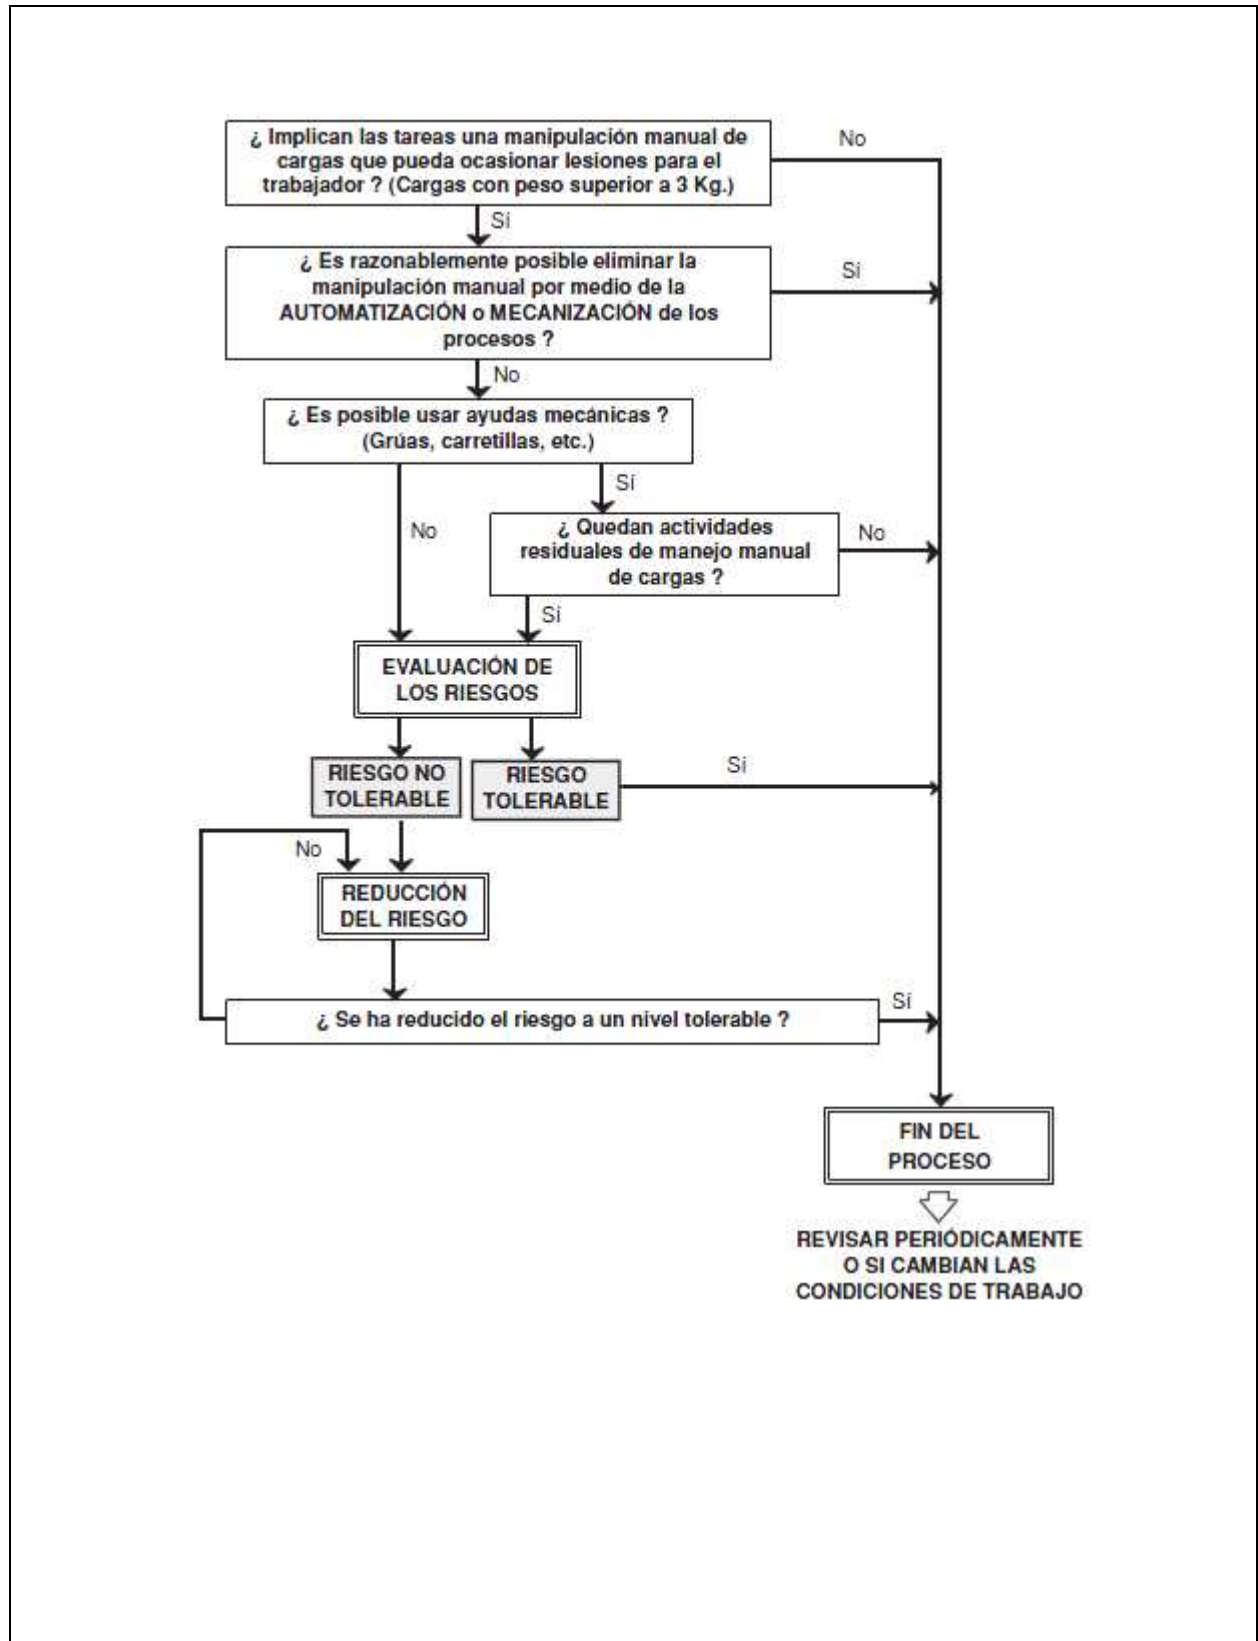 ¿ Implican las tareas una manipulación manual de
cargas que pueda ocasionar lesiones para el
trabajador ? (Cargas con peso superior a 3 Kg.)
No
Sí
¿ Es razonablemente posible eliminar la
manipulación manual por medio de la
AUTOMATIZACIÓN o MECANIZACIÓN de los
procesos ?
Sí
No
¿ Es posible usar ayudas mecánicas ?
(Grúas, carretillas, etc.)
Sí
No
¿ Quedan actividades
residuales de manejo manual
de cargas ?
No
Sí
EVALUACIÓN DE
LOS RIESGOS
RIESGO NO
TOLERABLE
RIESGO
TOLERABLE
Sí
No
REDUCCIÓN
DEL RIESGO
¿ Se ha reducido el riesgo a un nivel tolerable ?
Sí
FIN DEL
PROCESO
REVISAR PERIÓDICAMENTE
O SI CAMBIAN LAS
CONDICIONES DE TRABAJO